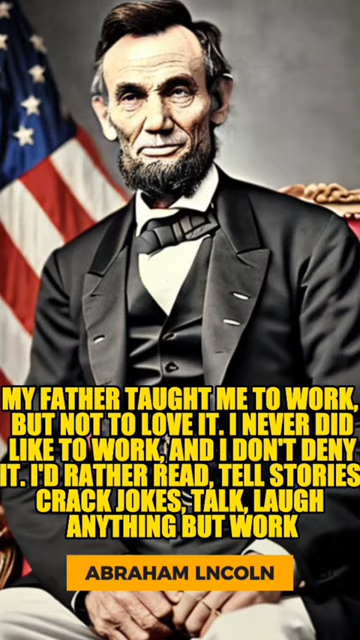 MY FATHER TAUGHT ME TO WORK,
BUT NOT TO LOVE IT. I NEVER DID
LIKE TO WORK, AND I DON'T DENY
IT. I'D RATHER READ, TELL STORIES
CRACK JOKES, TALK, LAUGH
ANYTHING BUT WORK
ABRAHAM LNCOLN